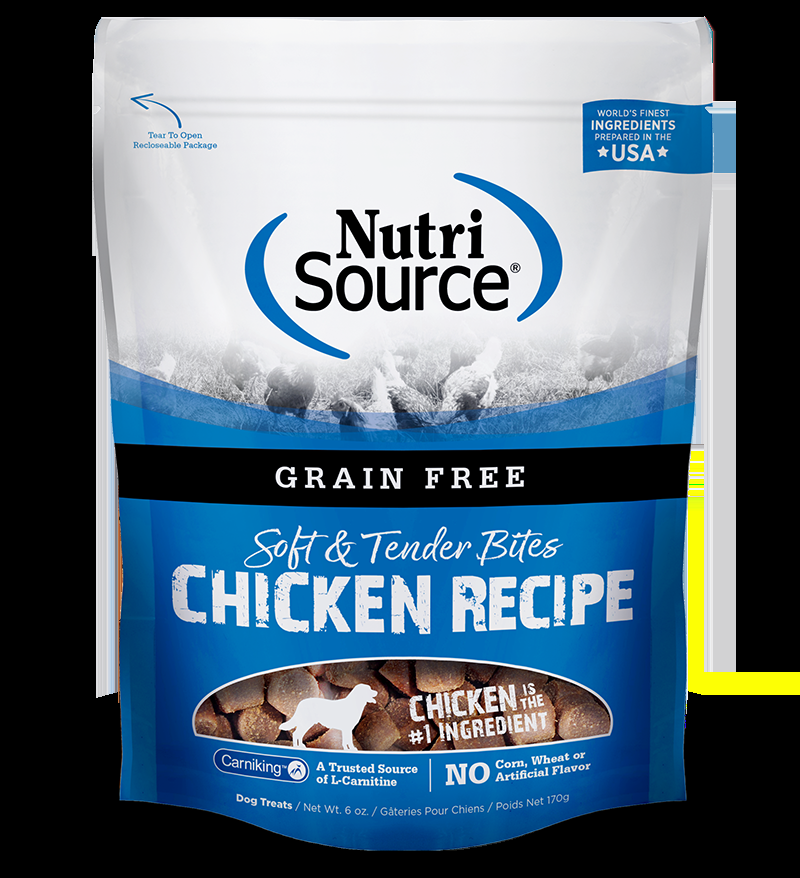 Tear To Open
Recloseable Package
WORLD'S FINEST
INGREDIENTS
PREPARED IN THE
★USA★
Nutri
Source®
GRAIN FREE
Soft & Tender Bites
CHICKEN RECIPE
CHICKEN IS THE
#1 INGREDIENT
Carniking™
A Trusted Source
of L-Carnitine
NO Corn, Wheat or
Artificial Flavor
Dog Treats / Net Wt. 6 oz. / Gâteries Pour Chiens / Poids Net 170g